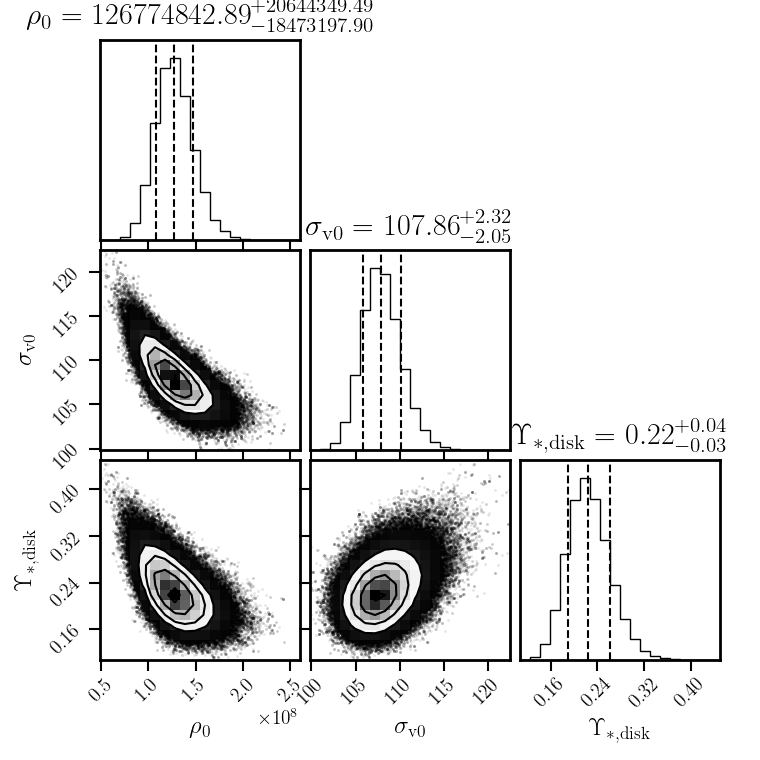 ρ₀ = 126774842.89⁺²⁰⁶⁴⁴³⁴⁹·⁴⁹₋₁₈₄₇₃₁₉₇.₉₀
σᵥ₀ = 107.86⁺²·³²₋₂.₀₅
120
115
110
105
100
σᵥ₀
ϒ*,disk = 0.22⁺⁰·⁰⁴₋₀.₀₃
0.40
0.32
0.24
0.16
ϒ*,disk
0.5 1.0 1.5 2.0 2.5 100 105 110 115 120 0.16 0.24 0.32 0.40
×10⁸
ρ₀ σᵥ₀ ϒ*,disk